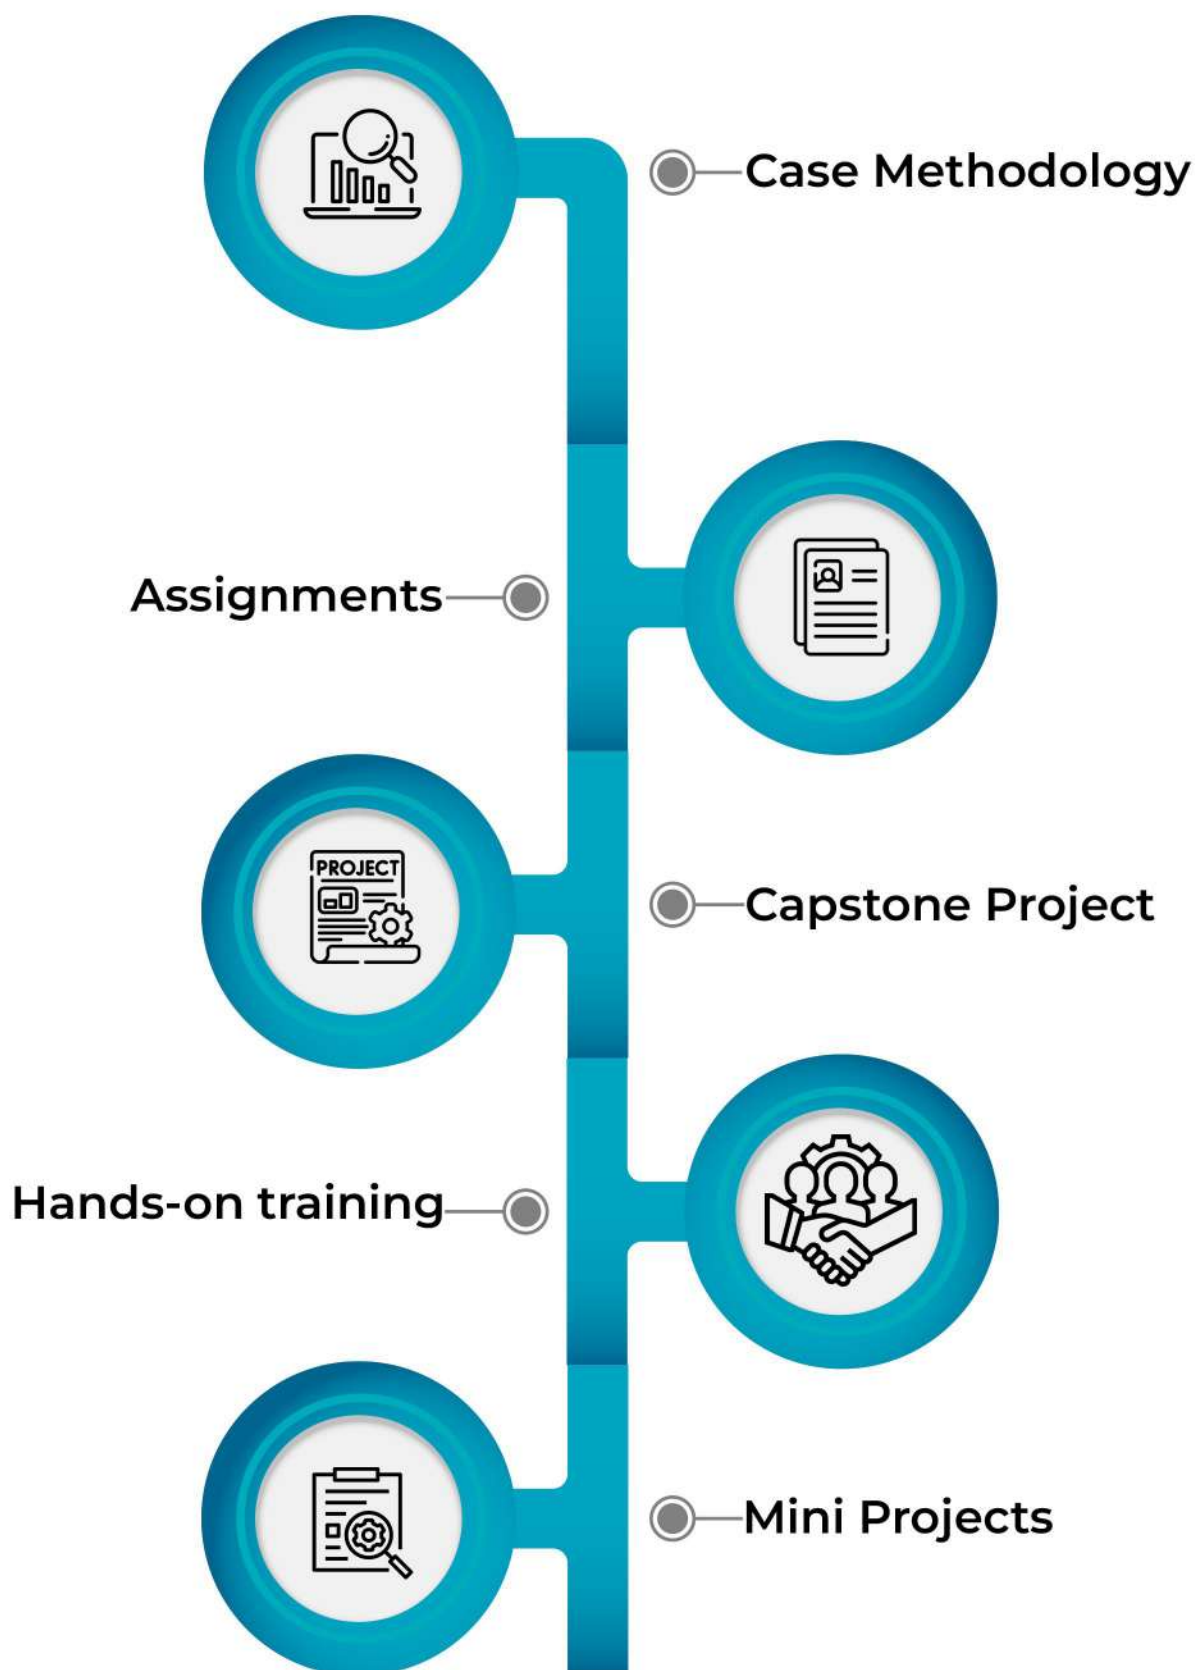 Case Methodology
Assignments
PROJECT
Capstone Project
Hands-on training
Mini Projects